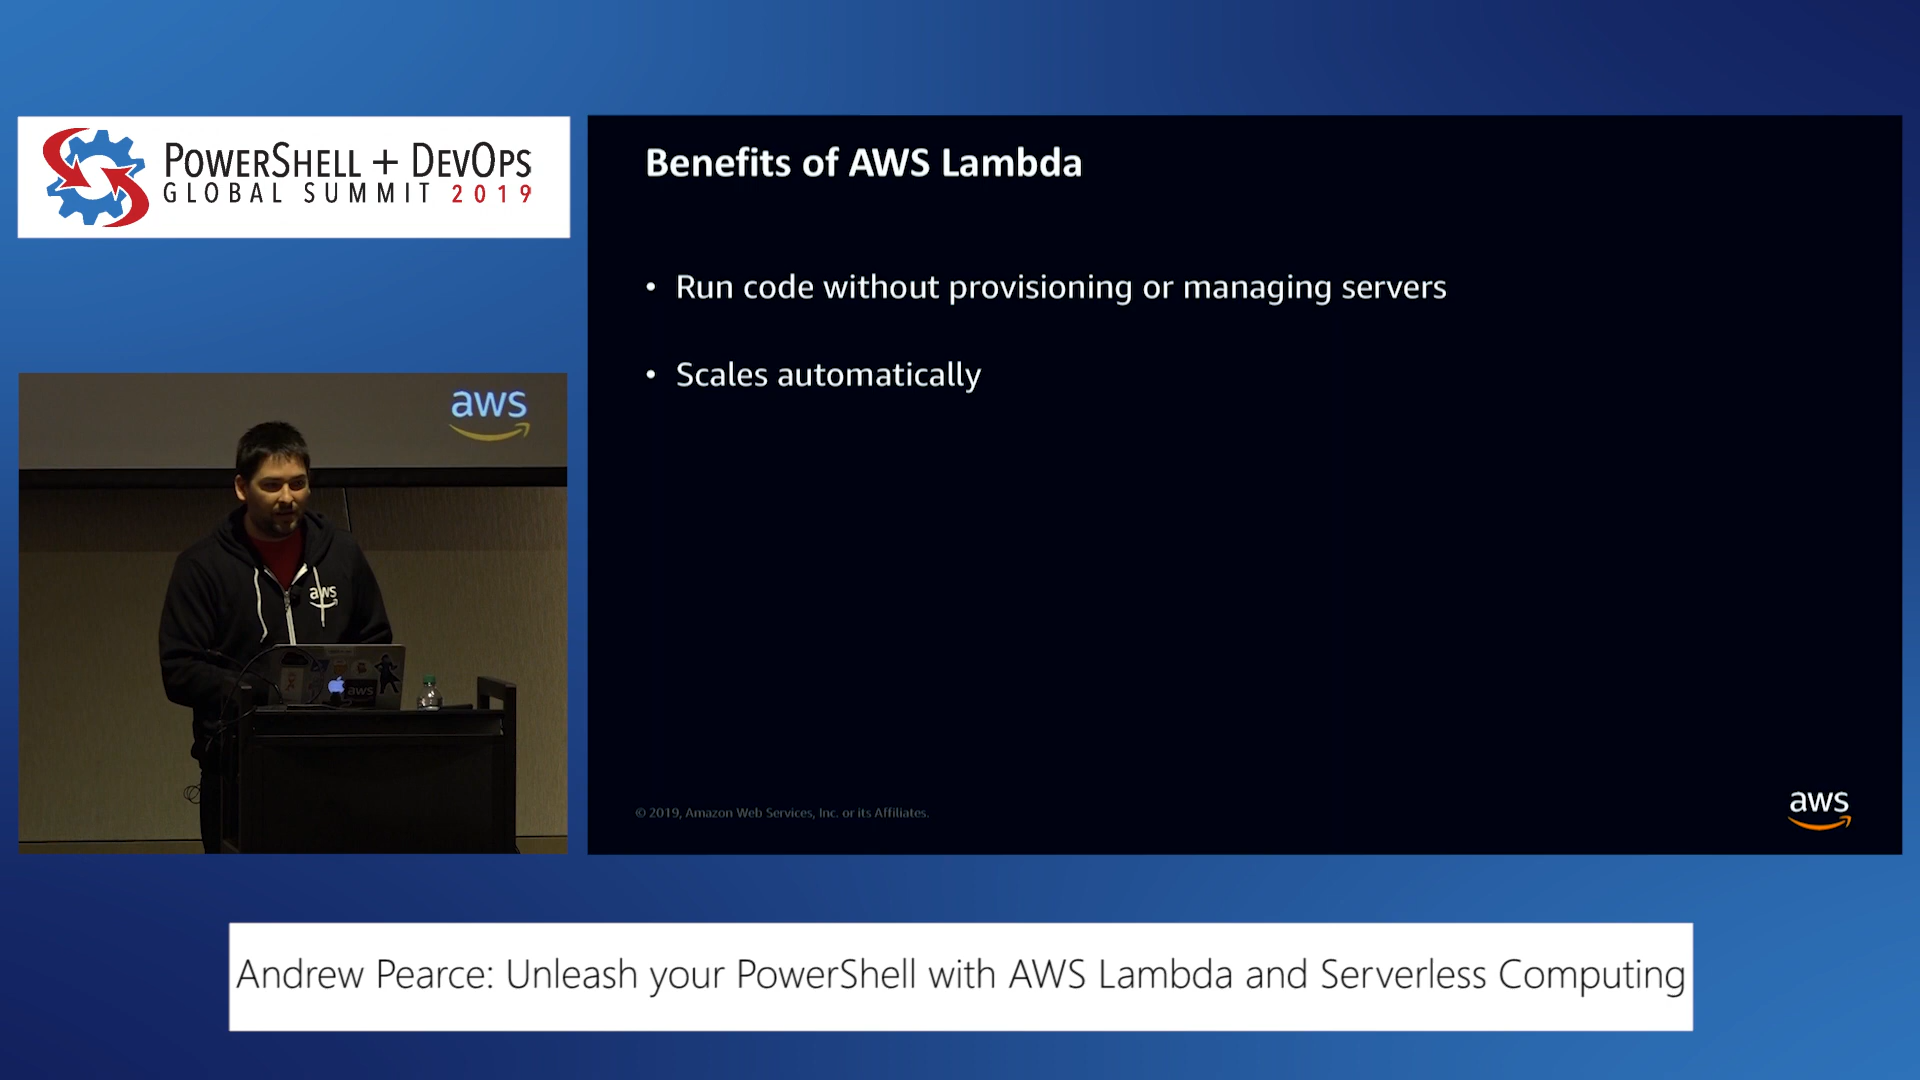 PowerShell + DevOps
GLOBAL SUMMIT 2019
Benefits of AWS Lambda
• Run code without provisioning or managing servers
• Scales automatically
aws
aws
aws
© 2019, Amazon Web Services, Inc. or its Affiliates.
aws
Andrew Pearce: Unleash your PowerShell with AWS Lambda and Serverless Computing